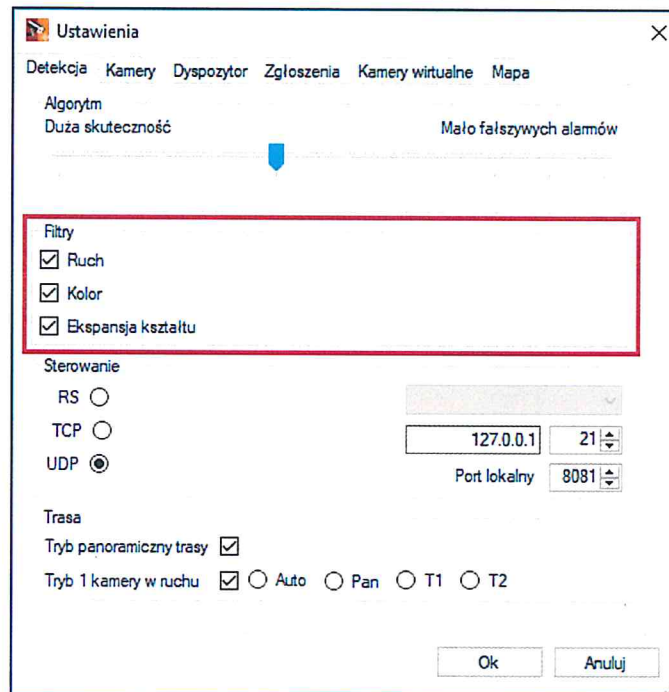 Ustawienia
Detekcja Kamery Dyspozytor Zgłoszenia Kamery wirtualne Mapa
Algorytm
Duża skuteczność Mało fałszywych alarmów
Filtry
Ruch
Kolor
Ekspansja kształtu
Sterowanie
RS
TCP 127.0.0.1 21
UDP Port lokalny 8081
Trasa
Tryb panoramiczny trasy
Tryb 1 kamery w ruchu Auto Pan T1 T2
Ok Anuluj